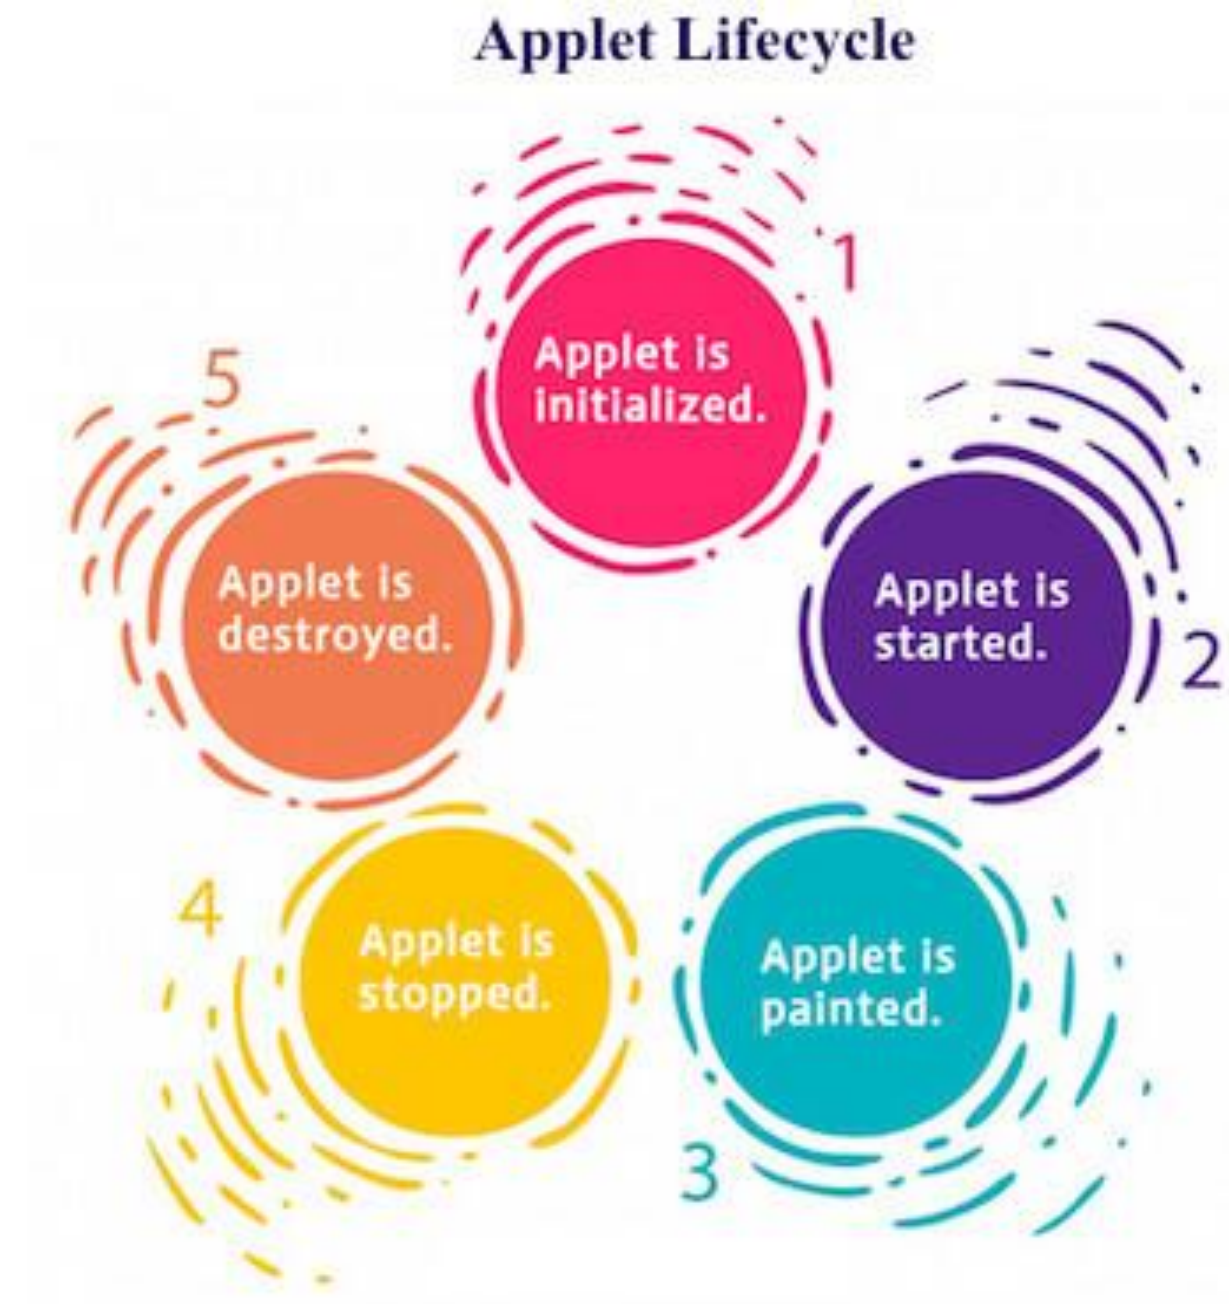 Applet Lifecycle
1
Applet is
initialized.
2
Applet is
started.
3
Applet is
painted.
4
Applet is
stopped.
5
Applet is
destroyed.